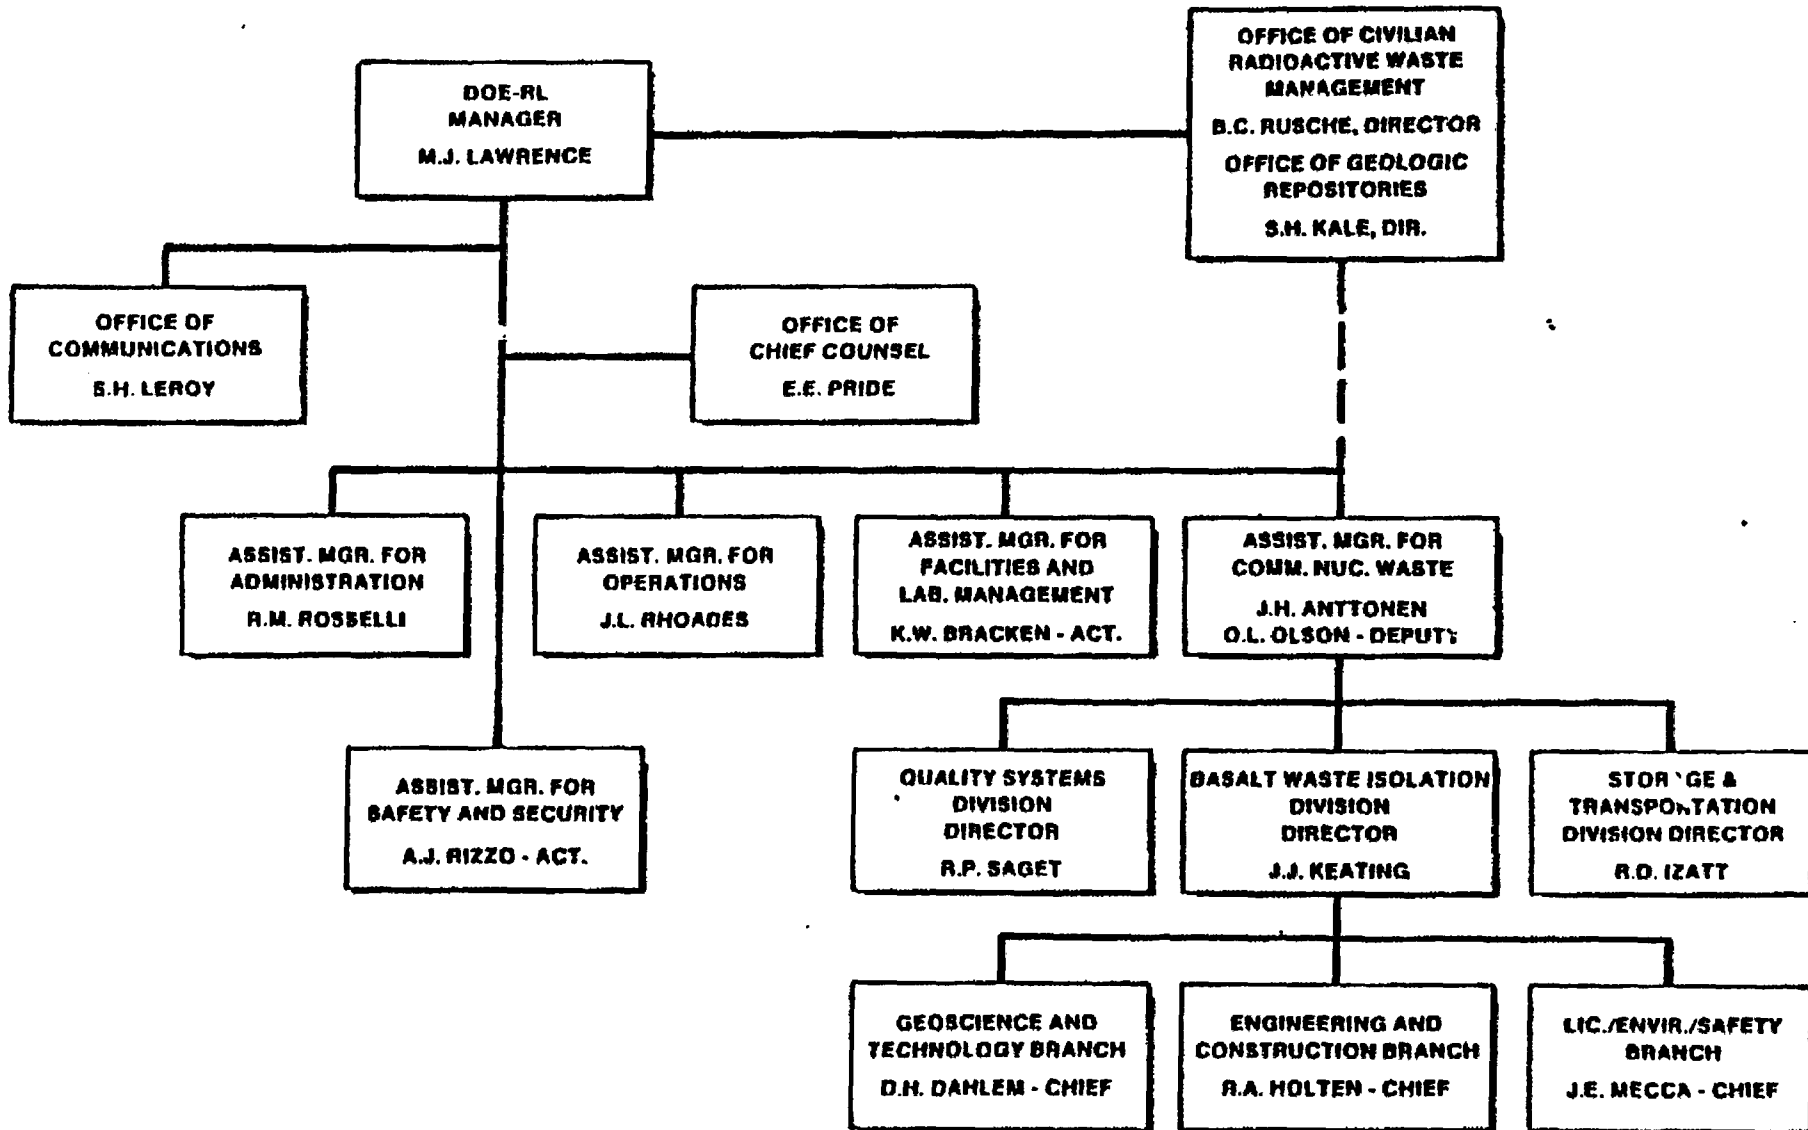 OFFICE OF CIVILIAN
RADIOACTIVE WASTE
MANAGEMENT
B.C. RUSCHE, DIRECTOR
OFFICE OF GEOLOGIC
REPOSITORIES
S.H. KALE, DIR.
DOE-RL
MANAGER
M.J. LAWRENCE
OFFICE OF
COMMUNICATIONS
S.H. LEROY
OFFICE OF
CHIEF COUNSEL
E.E. PRIDE
ASSIST. MGR. FOR
ADMINISTRATION
R.M. ROSSELLI
ASSIST. MGR. FOR
OPERATIONS
J.L. RHOADES
ASSIST. MGR. FOR
FACILITIES AND
LAB. MANAGEMENT
K.W. BRACKEN - ACT.
ASSIST. MGR. FOR
COMM. NUC. WASTE
J.H. ANTTONEN
O.L. OLSON - DEPUTY
ASSIST. MGR. FOR
SAFETY AND SECURITY
A.J. RIZZO - ACT.
QUALITY SYSTEMS
DIVISION
DIRECTOR
R.P. SAGET
BASALT WASTE ISOLATION
DIVISION
DIRECTOR
J.J. KEATING
STORAGE &
TRANSPORTATION
DIVISION DIRECTOR
R.D. IZATT
GEOSCIENCE AND
TECHNOLOGY BRANCH
D.H. DAHLEM - CHIEF
ENGINEERING AND
CONSTRUCTION BRANCH
R.A. HOLTEN - CHIEF
LIC./ENVIR./SAFETY
BRANCH
J.E. MECCA - CHIEF